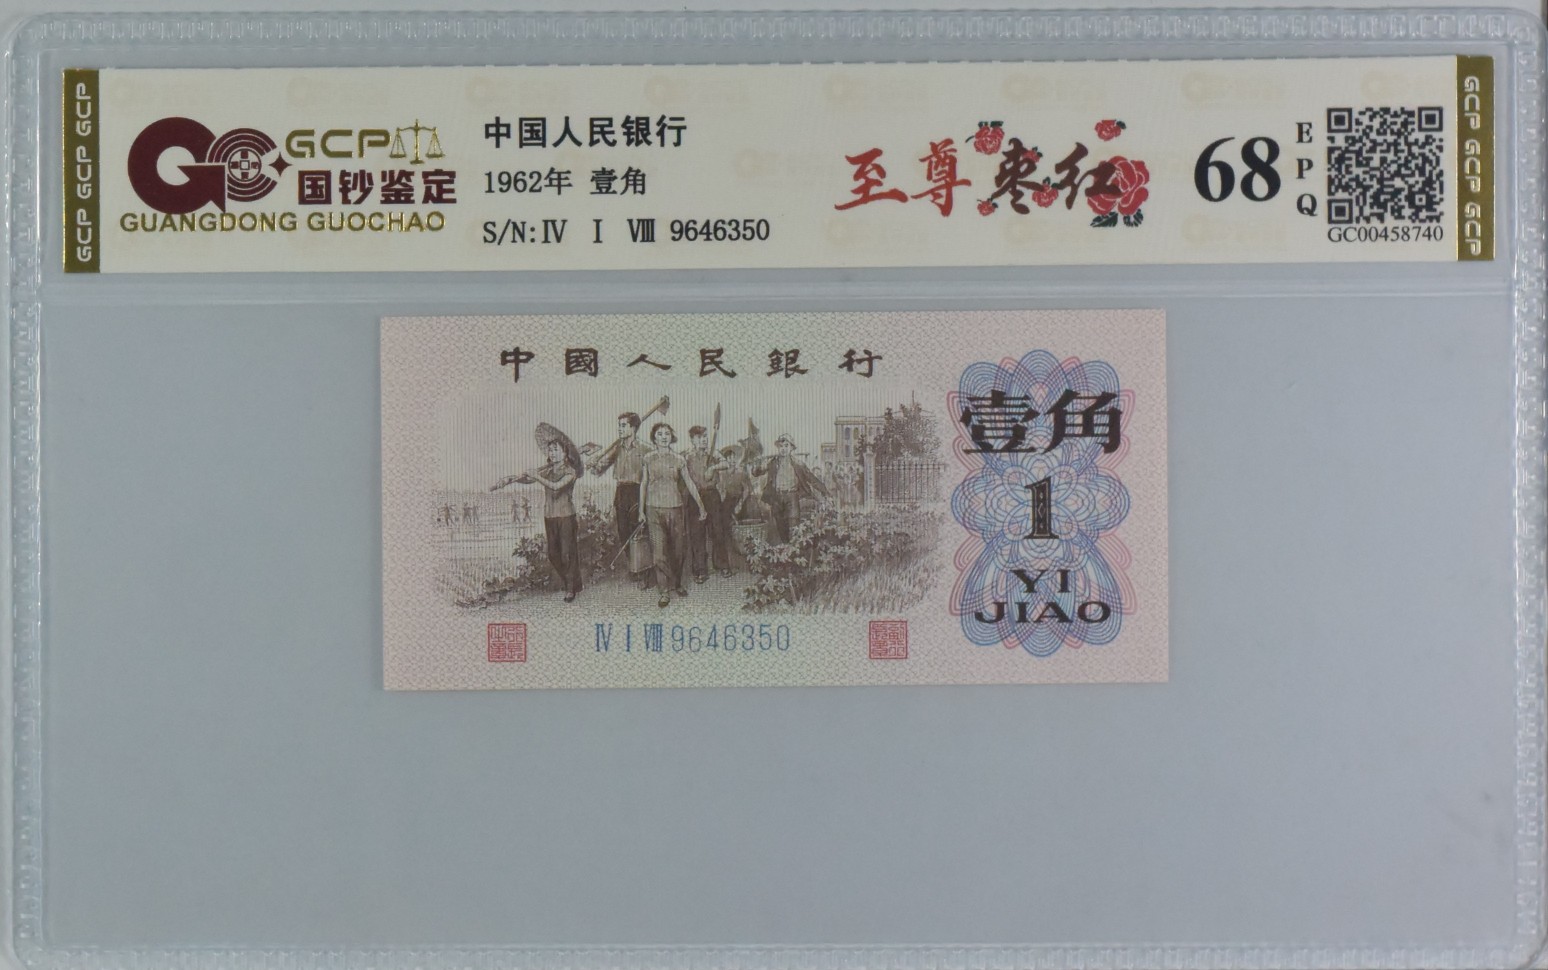 GCP GCP GCP
GCP
国钞鉴定
GUANGDONG GUOCHAO
中国人民银行
1962年 壹角
S/N:IV I VIII 9646350
至尊枣红
68
EPQ
GC00458740
GCP GCP GCP
中國人民銀行
壹角
1
YI
JIAO
IV I VIII 9646350